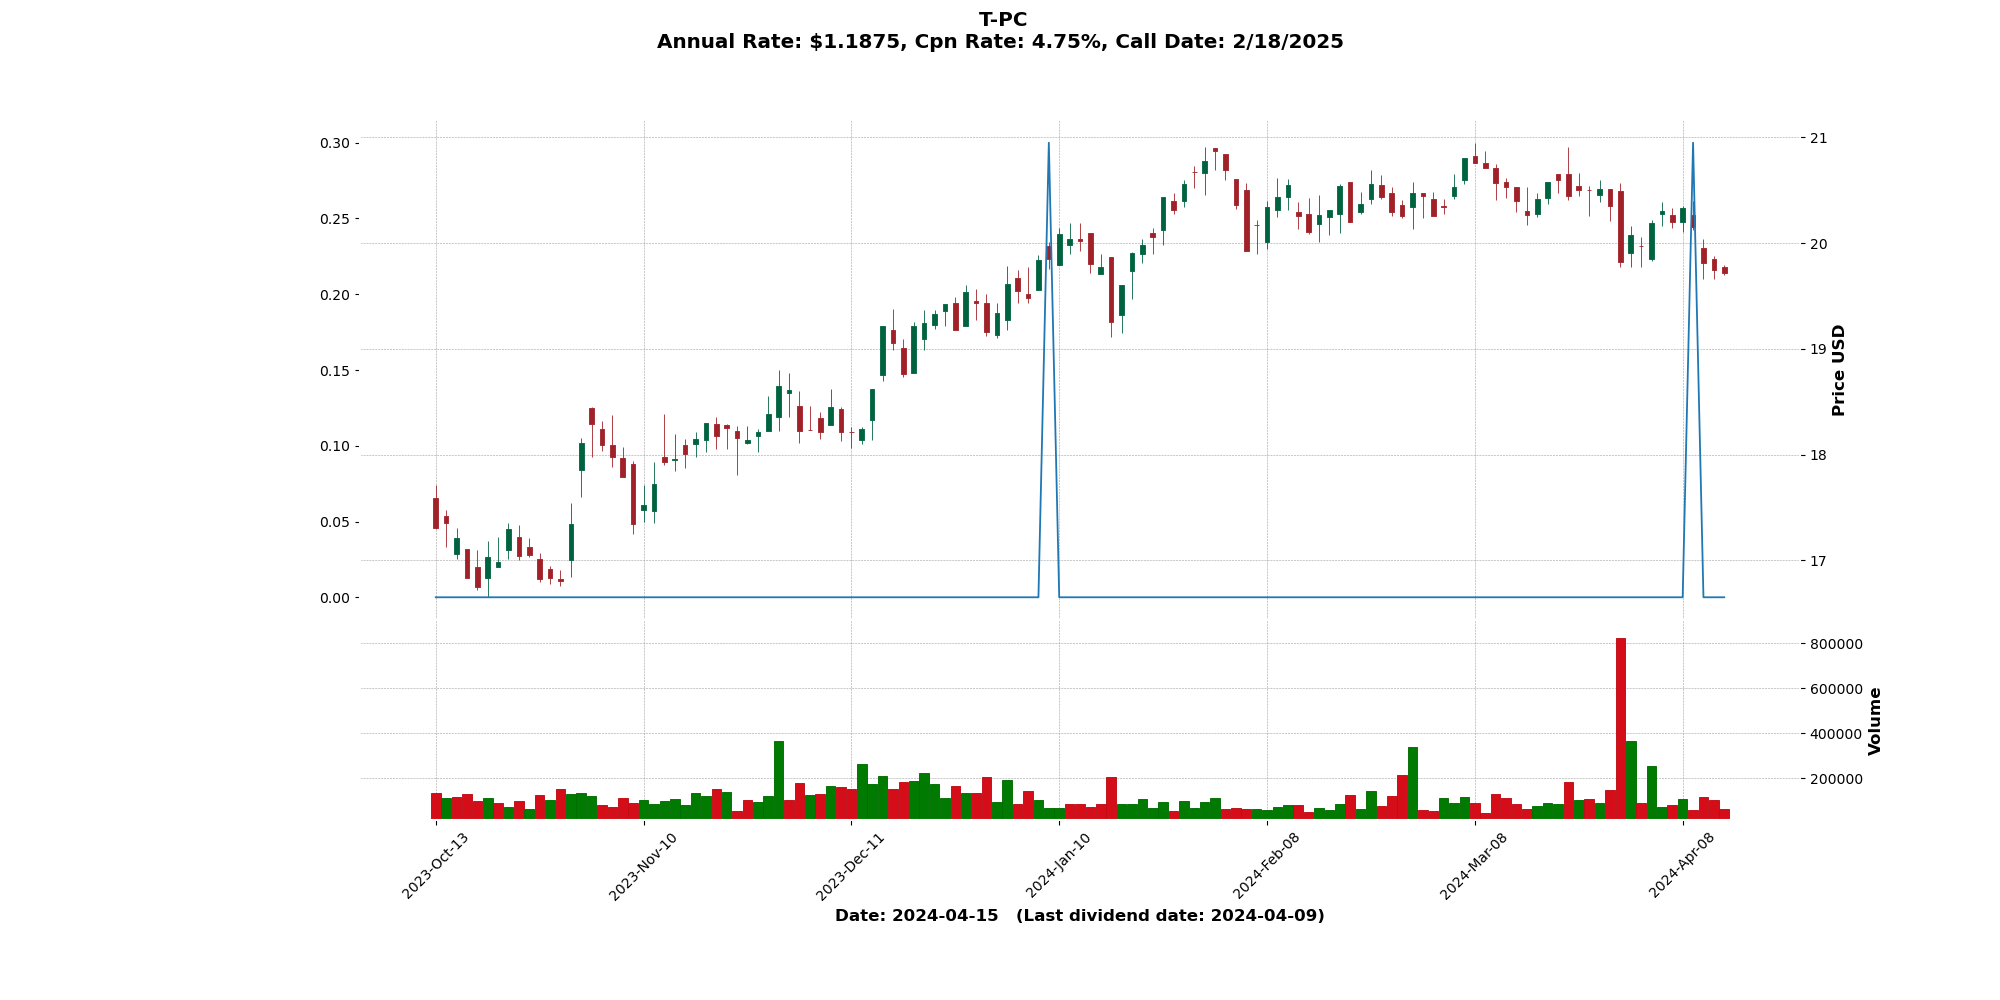 T-PC
Annual Rate: $1.1875, Cpn Rate: 4.75%, Call Date: 2/18/2025
0.30
0.25
0.20
0.15
0.10
0.05
0.00
21
20
19
18
17
Price USD
800000
600000
400000
200000
Volume
2023-Oct-13
2023-Nov-10
2023-Dec-11
2024-Jan-10
2024-Feb-08
2024-Mar-08
2024-Apr-08
Date: 2024-04-15 (Last dividend date: 2024-04-09)